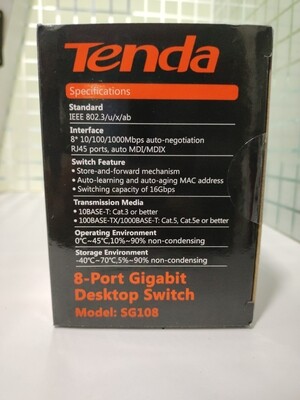 Tenda
Specifications
Standard
IEEE 802.3/u/x/ab
Interface
8* 10/100/1000Mbps auto-negotiation
RJ45 ports, auto MDI/MDIX
Switch Feature
• Store-and-forward mechanism
• Auto-learning and auto-aging MAC address
• Switching capacity of 16Gbps
Transmission Media
• 10BASE-T: Cat.3 or better
• 100BASE-TX/1000BASE-T: Cat.5, Cat.5e or better
Operating Environment
0℃~45℃,10%~90% non-condensing
Storage Environment
-40℃~70℃,5%~90% non-condensing
8-Port Gigabit
Desktop Switch
Model: SG108